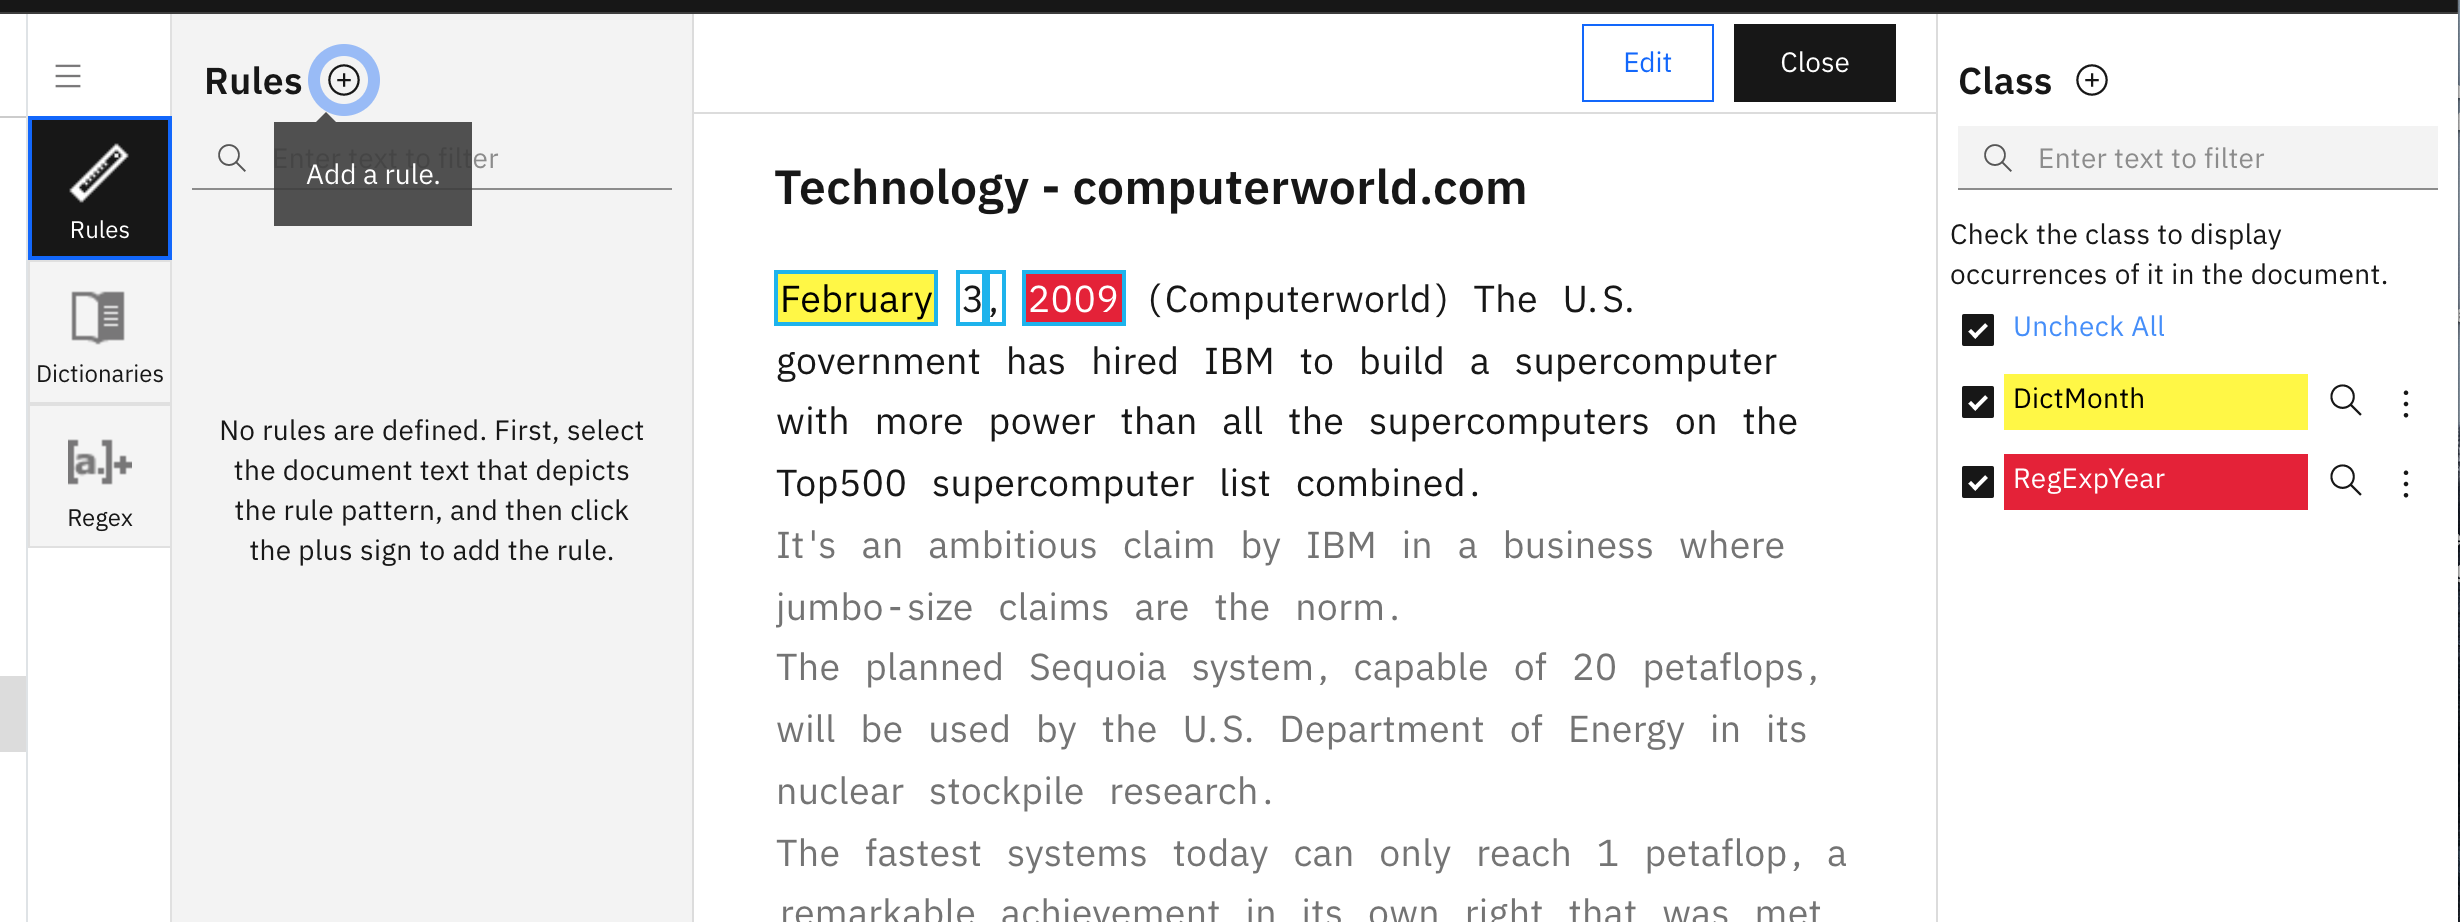 Rules
Enter text to filter
Add a rule.
Rules
Dictionaries
[a.]+
Regex
No rules are defined. First, select
the document text that depicts
the rule pattern, and then click
the plus sign to add the rule.
Edit
Close
Technology - computerworld.com
February 3, 2009 (Computerworld) The U.S.
government has hired IBM to build a supercomputer
with more power than all the supercomputers on the
Top500 supercomputer list combined.
It's an ambitious claim by IBM in a business where
jumbo-size claims are the norm.
The planned Sequoia system, capable of 20 petaflops,
will be used by the U.S. Department of Energy in its
nuclear stockpile research.
The fastest systems today can only reach 1 petaflop, a
remarkable achievement in its own right that was met
Class
Enter text to filter
Check the class to display
occurrences of it in the document.
Uncheck All
DictMonth
RegExpYear